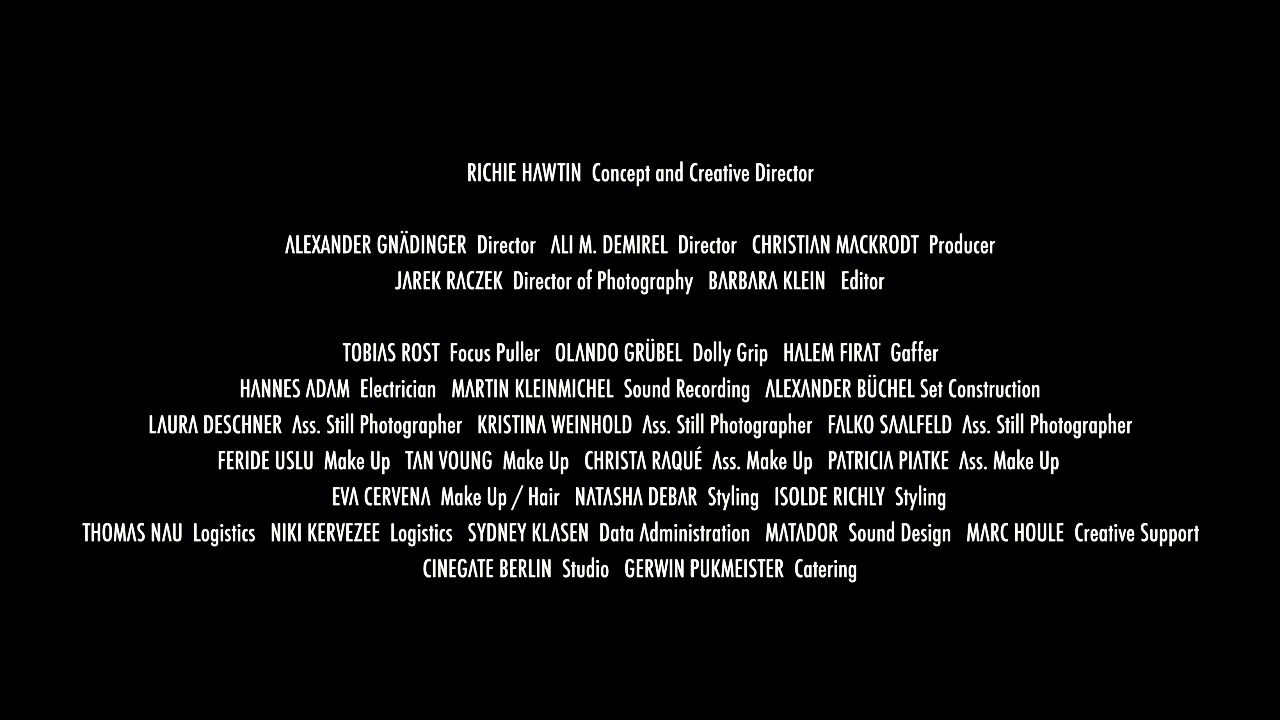 RICHIE HAWTIN Concept and Creative Director
ALEXANDER GNÄDINGER Director ALI M. DEMIREL Director CHRISTIAN MACKRODT Producer
JAREK RACZEK Director of Photography BARBARA KLEIN Editor
TOBIAS ROST Focus Puller OLANDO GRÜBEL Dolly Grip HALEM FIRAT Gaffer
HANNES ADAM Electrician MARTIN KLEINMICHEL Sound Recording ALEXANDER BÜCHEL Set Construction
LAURA DESCHNER Ass. Still Photographer KRISTINA WEINHOLD Ass. Still Photographer FALKO SAALFELD Ass. Still Photographer
FERIDE USLU Make Up TAN VOUNG Make Up CHRISTA RAQUÉ Ass. Make Up PATRICIA PIATKE Ass. Make Up
EVA CERVENA Make Up / Hair NATASHA DEBAR Styling ISOLDE RICHLY Styling
THOMAS NAU Logistics NIKI KERVEZEE Logistics SYDNEY KLASEN Data Administration MATADOR Sound Design MARC HOULE Creative Support
CINEGATE BERLIN Studio GERWIN PUKMEISTER Catering